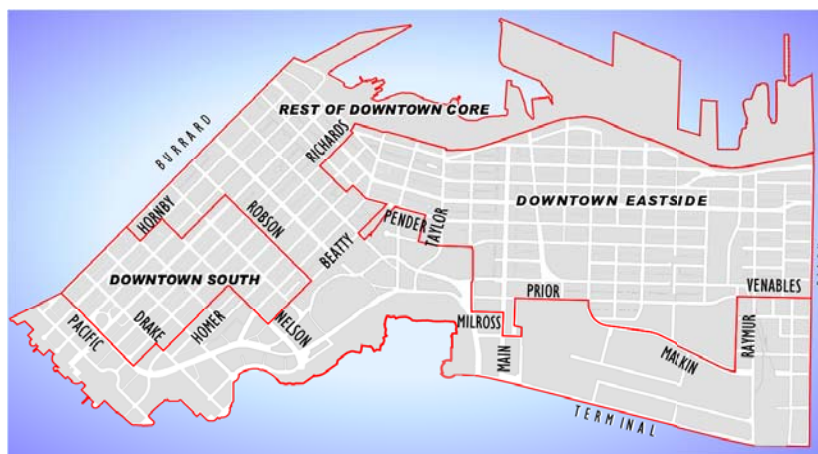 BURRARD
REST OF DOWNTOWN CORE
RICHARDS
HORNBY
ROBSON
DOWNTOWN EASTSIDE
BEATTY
PENDER
TAYLOR
DOWNTOWN SOUTH
VENABLES
PRIOR
PACIFIC
DRAKE
HOMER
NELSON
MILROSS
MAIN
MALKIN
RAYMUR
TERMINAL